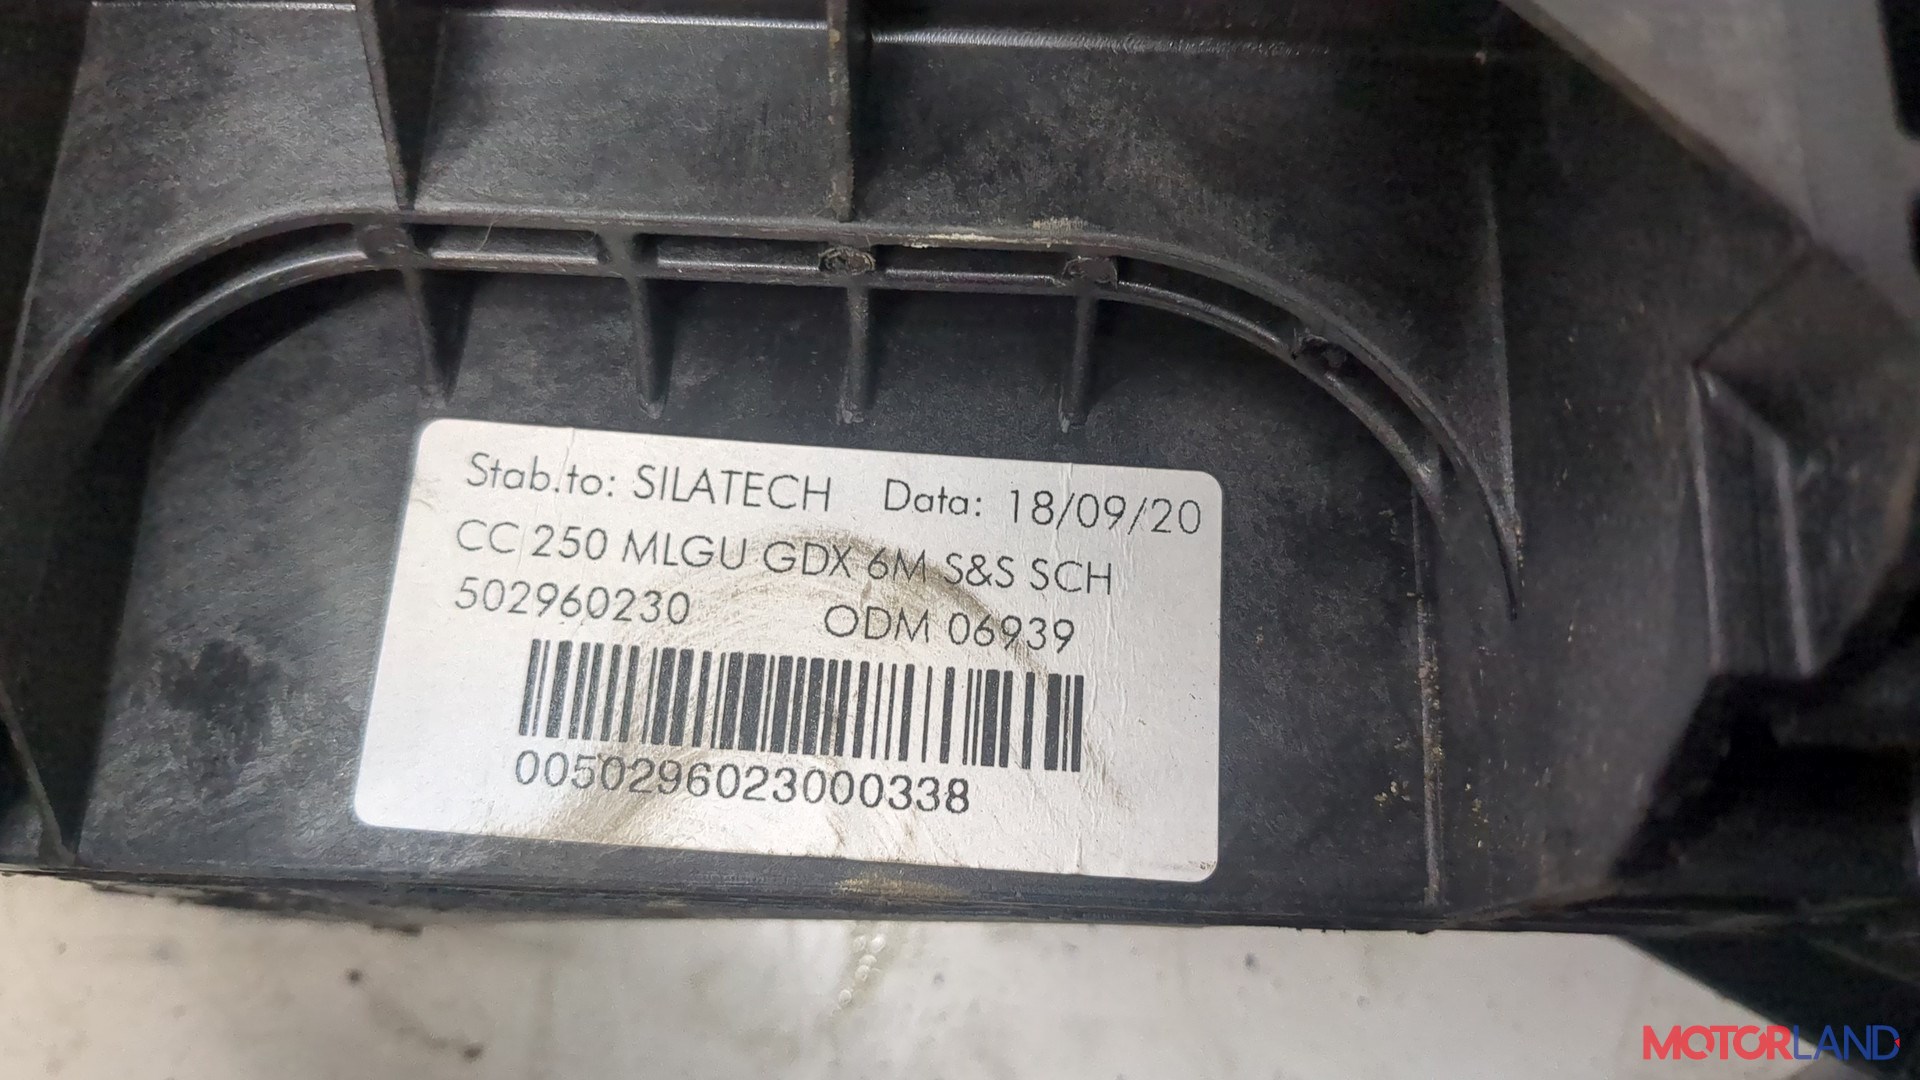 Stab.to: SILATECH Data: 18/09/20
CC 250 MLGU GDX 6M S&S SCH
502960230 ODM 06939
0050296023000338
MOTORLAND